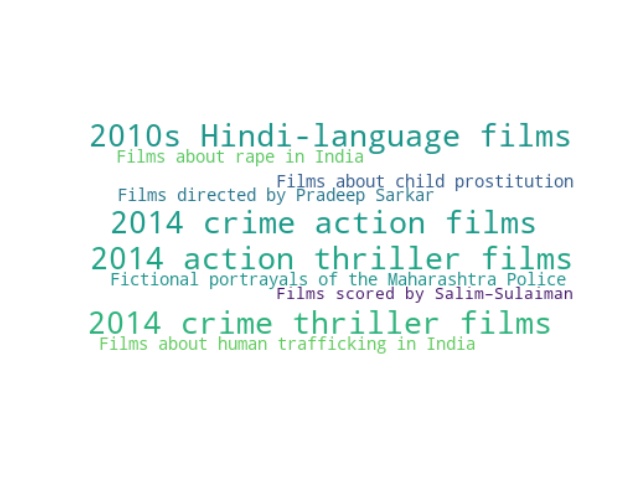 2010s Hindi-language films
Films about rape in India
Films about child prostitution
Films directed by Pradeep Sarkar
2014 crime action films
2014 action thriller films
Fictional portrayals of the Maharashtra Police
Films scored by Salim–Sulaiman
2014 crime thriller films
Films about human trafficking in India